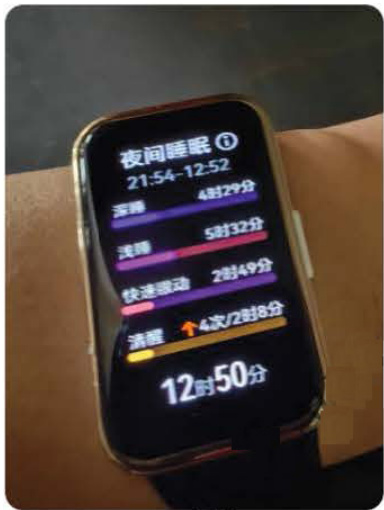 夜间睡眠
21:54-12:52
深睡 4时29分
浅睡 5时32分
快速眼动 2时49分
清醒 ↑4次/2时8分
12时50分